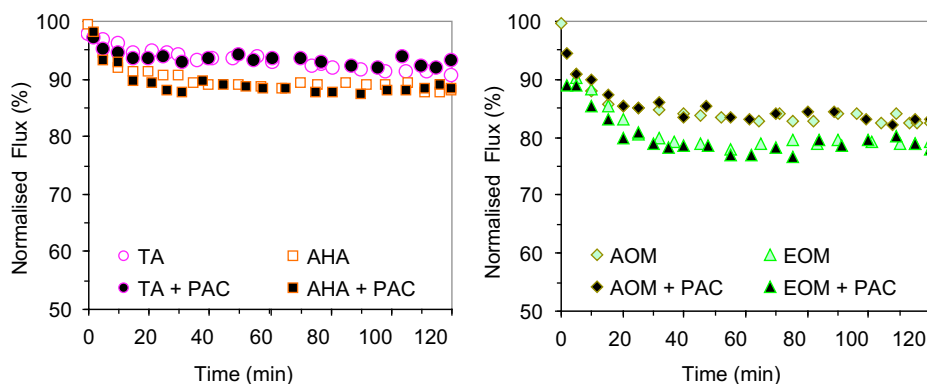 Normalised Flux (%)
100
90
80
70
60
50
TA
AHA
TA + PAC
AHA + PAC
0
20
40
60
80
100
120
Time (min)
Normalised Flux (%)
100
90
80
70
60
50
AOM
EOM
AOM + PAC
EOM + PAC
0
20
40
60
80
100
120
Time (min)